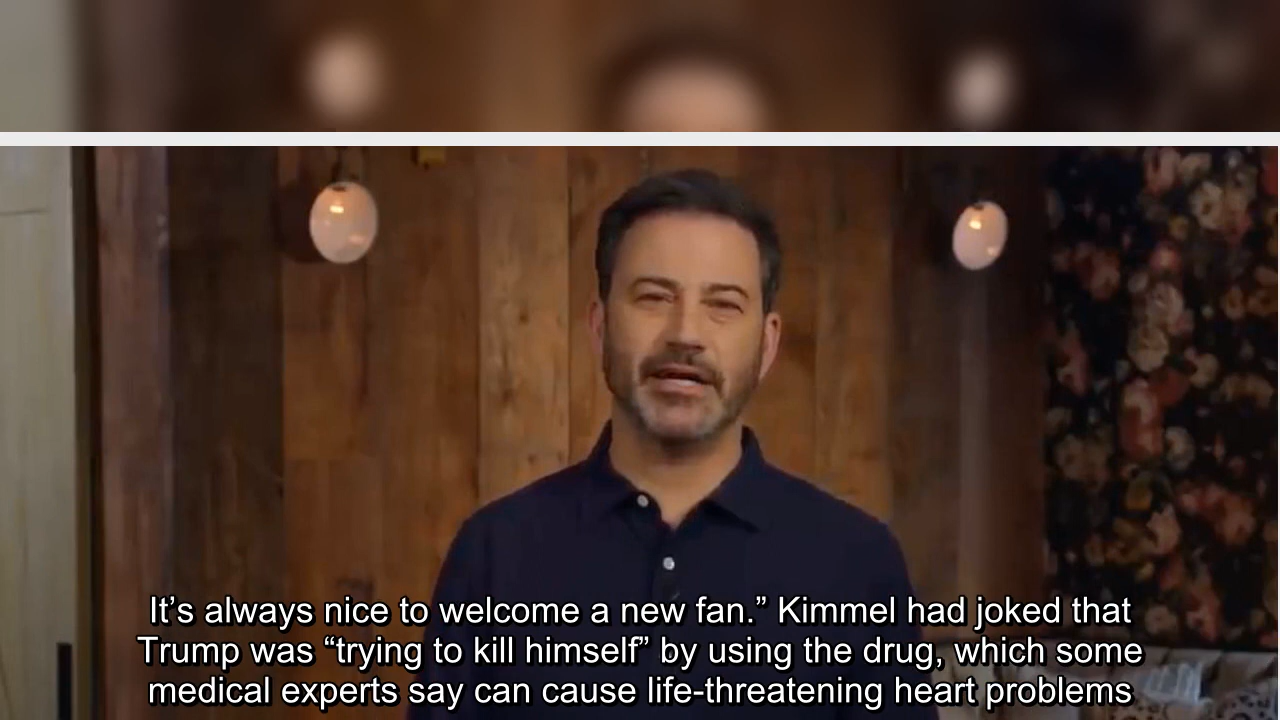 It’s always nice to welcome a new fan.” Kimmel had joked that
Trump was “trying to kill himself” by using the drug, which some
medical experts say can cause life-threatening heart problems